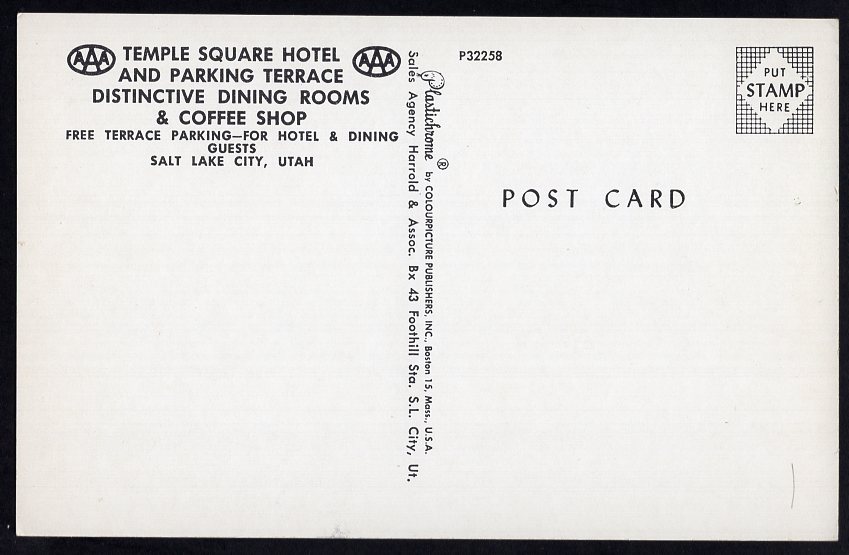 AAA TEMPLE SQUARE HOTEL AAA
AND PARKING TERRACE
DISTINCTIVE DINING ROOMS
& COFFEE SHOP
FREE TERRACE PARKING—FOR HOTEL & DINING
GUESTS
SALT LAKE CITY, UTAH
Plastichrome ® by COLOURPICTURE PUBLISHERS, INC., Boston 15, Mass., U.S.A.
Sales Agency Harrold & Assoc. Bx 43 Foothill Sta. S.L. City, Ut.
P32258
PUT
STAMP
HERE
POST CARD